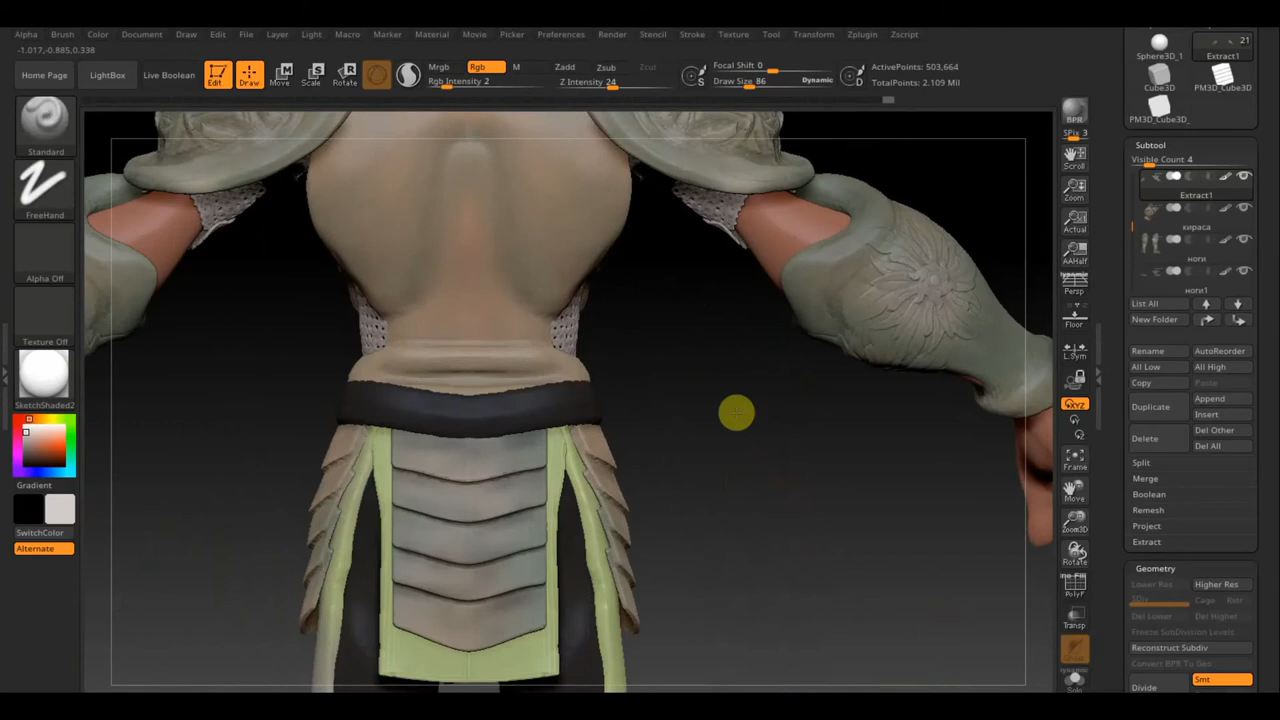 Alpha Brush Color Document Draw Edit File Layer Light Macro Marker Material Movie Picker Preferences Render Stencil Stroke Texture Tool Transform Zplugin Zscript
-1.017,-0.885,0.338
Home Page LightBox Live Boolean Edit Draw Move Scale Rotate
Mrgb Rgb M Zadd Zsub Cut
Rgb Intensity 2 Z Intensity 24
Focal Shift 0
Draw Size 86 Dynamic
S D
ActivePoints: 503,664
TotalPoints: 2.109 Mil
Standard
FreeHand
Alpha Off
Texture Off
SketchShaded2
Gradient
SwitchColor
Alternate
BPR
SPix 3
Scroll
Zoom
Actual
AAHalf
Dynamic
Persp
Floor
L.Sym
XYZ
Y
Z
Frame
Move
Zoom3D
Rotate
Line Fill
PolyF
Transp
Ghost
Solo
21
Sphere3D_1 Extract1
Cube3D PM3D_Cube3D
PM3D_Cube3D_
Subtool
Visible Count 4
Extract1
кираса
ноги
ноги1
List All
New Folder
Rename AutoReorder
All Low All High
Copy Paste
Duplicate Append
Insert
Delete Del Other
Del All
Split
Merge
Boolean
Remesh
Project
Extract
Geometry
Lower Res Higher Res
SDiv Cage Rstr
Del Lower Del Higher
Freeze SubDivision Levels
Reconstruct Subdiv
Convert BPR To Geo
Divide Smt